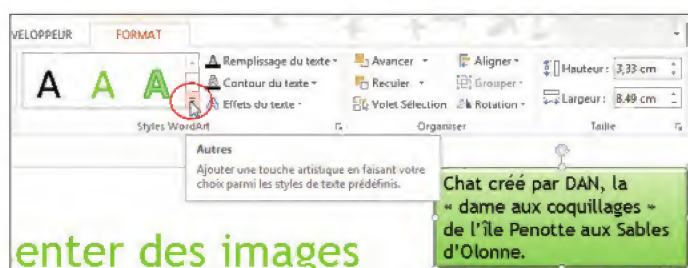 VELOPPEUR FORMAT
Remplissage du texte Avancer Aligner Hauteur : 3,33 cm
A A A Contour du texte Reculer Grouper
Effets du texte Volet Sélection Rotation Largeur : 8,49 cm
Styles WordArt Organiser Taille
Autres
Ajouter une touche artistique en faisant votre
choix parmi les styles de texte prédéfinis.
Chat créé par DAN, la
« dame aux coquillages »
de l'île Penotte aux Sables
d'Olonne.
enter des images